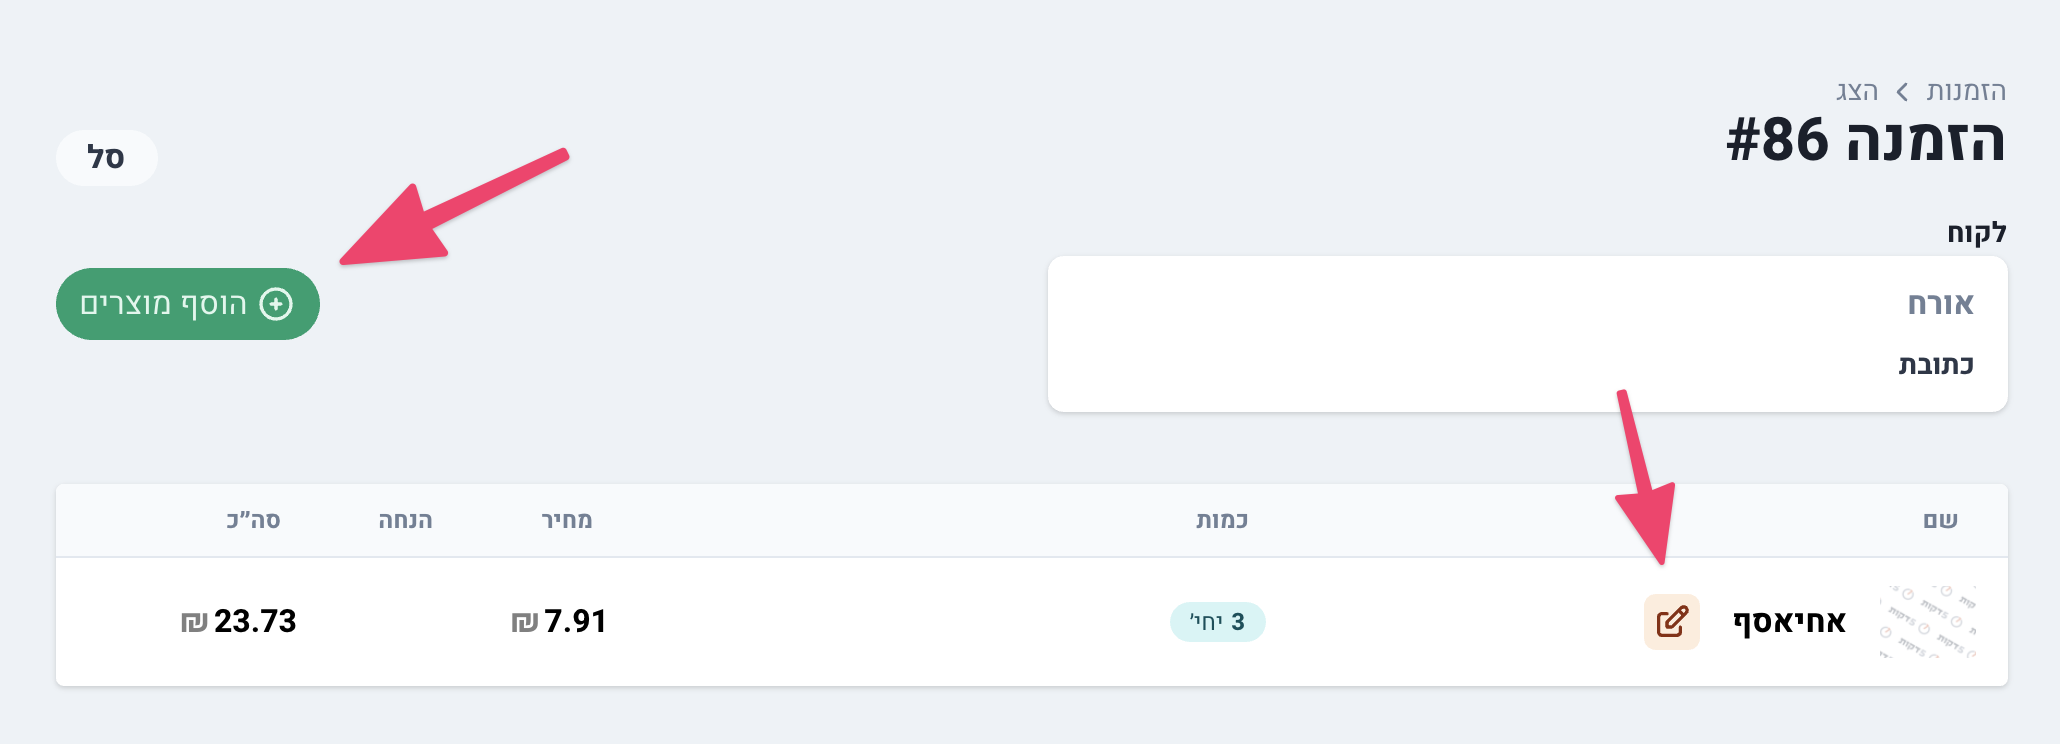 הזמנות > הצג
הזמנה 86#
סל
לקוח
אורח
כתובת
הוסף מוצרים
שם כמות מחיר הנחה סה״כ
אחיאסף 3 יחי׳ 7.91 ₪ 23.73 ₪
5דקות